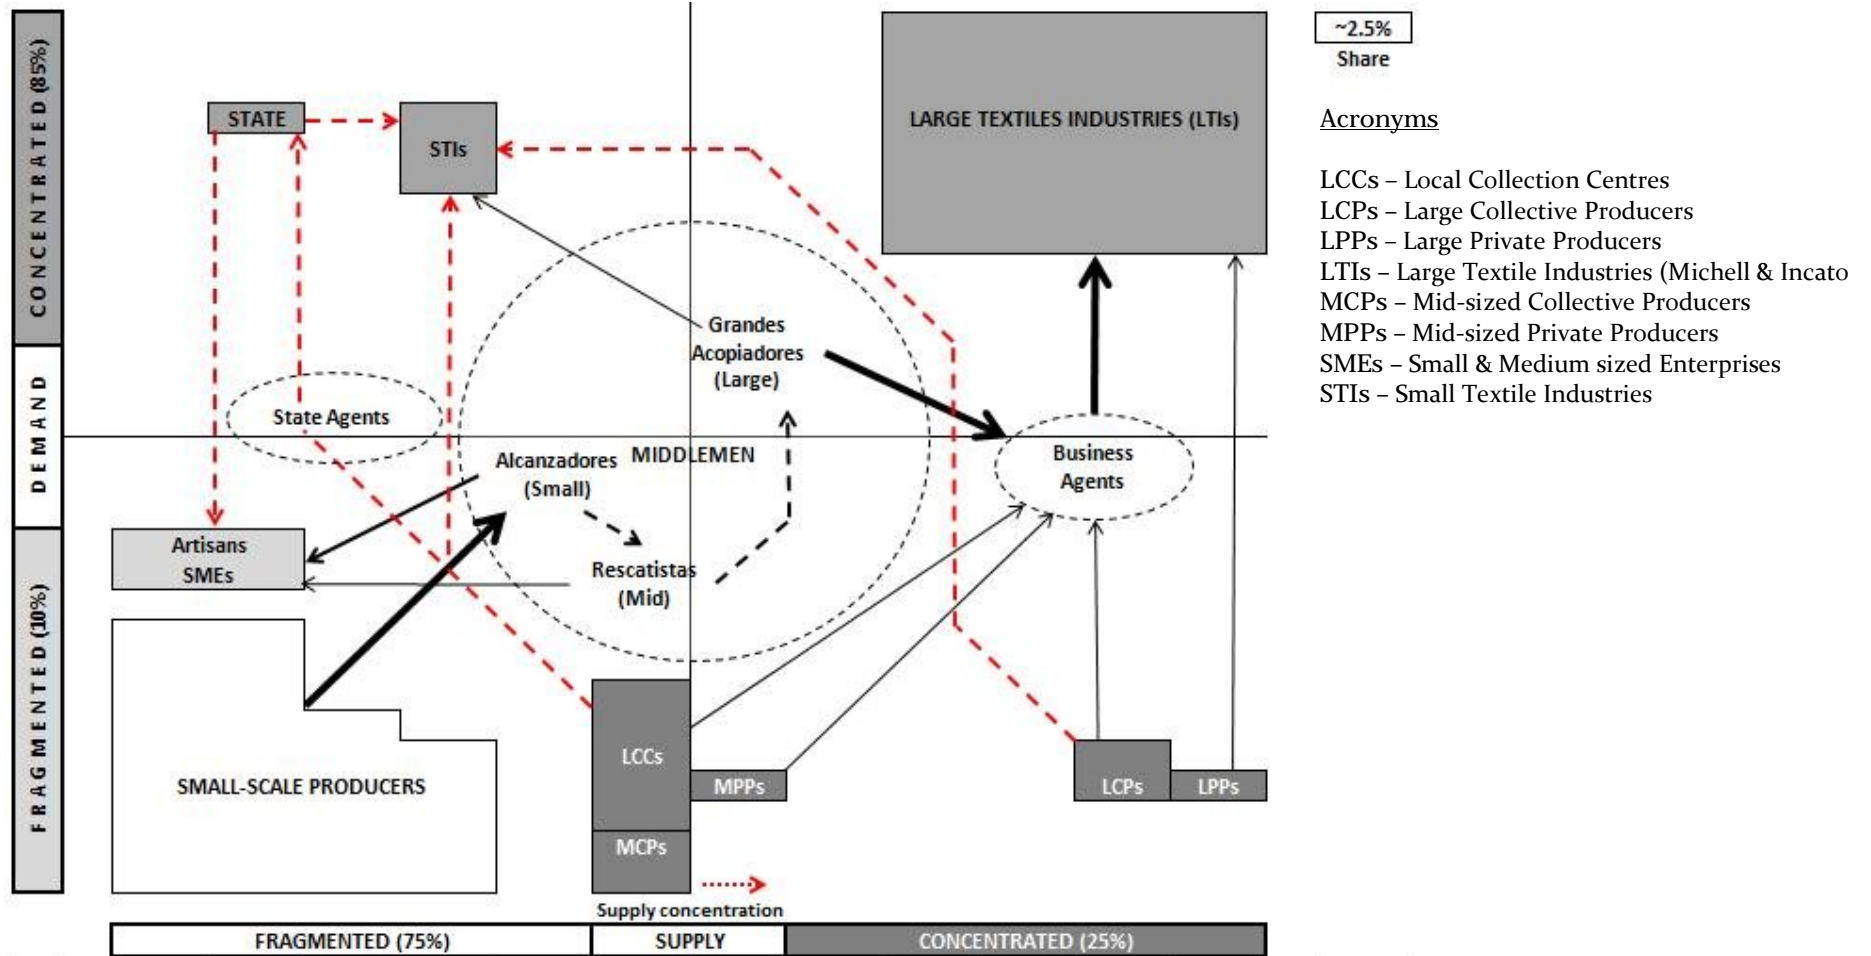 CONCENTRATED (85%)
DEMAND
FRAGMENTED (10%)
STATE
STIs
LARGE TEXTILES INDUSTRIES (LTIs)
Grandes
Acopiadores
(Large)
State Agents
Alcanzadores
(Small)
MIDDLEMEN
Business
Agents
Artisans
SMEs
Rescatistas
(Mid)
SMALL-SCALE PRODUCERS
LCCs
MPPs
LCPs
LPPs
MCPs
Supply concentration
FRAGMENTED (75%)
SUPPLY
CONCENTRATED (25%)
~2.5%
Share
Acronyms
LCCs – Local Collection Centres
LCPs – Large Collective Producers
LPPs – Large Private Producers
LTIs – Large Textile Industries (Michell & Incato
MCPs – Mid-sized Collective Producers
MPPs – Mid-sized Private Producers
SMEs – Small & Medium sized Enterprises
STIs – Small Textile Industries